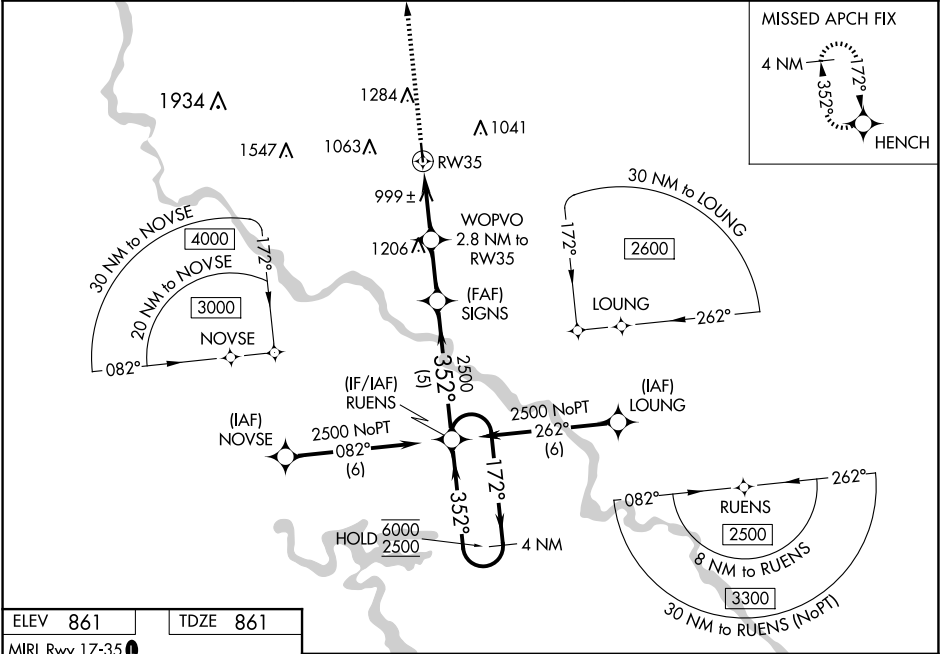 MISSED APCH FIX
4 NM
172°
352°
HENCH
1934
1284
1041
1547
1063
RW35
999 ±
WOPVO
2.8 NM to
RW35
1206
(FAF)
SIGNS
30 NM to NOVSE
4000
172°
20 NM to NOVSE
3000
NOVSE
082°
30 NM to LOUNG
172°
2600
LOUNG
262°
2500
352°
(5)
(IF/IAF)
RUENS
(IAF)
NOVSE
2500 NoPT
082°
(6)
(IAF)
LOUNG
2500 NoPT
262°
(6)
172°
352°
HOLD
6000
2500
4 NM
082°
262°
RUENS
2500
8 NM to RUENS
3300
30 NM to RUENS (NoPT)
ELEV 861
TDZE 861
MIRL Rwy 17-35 L